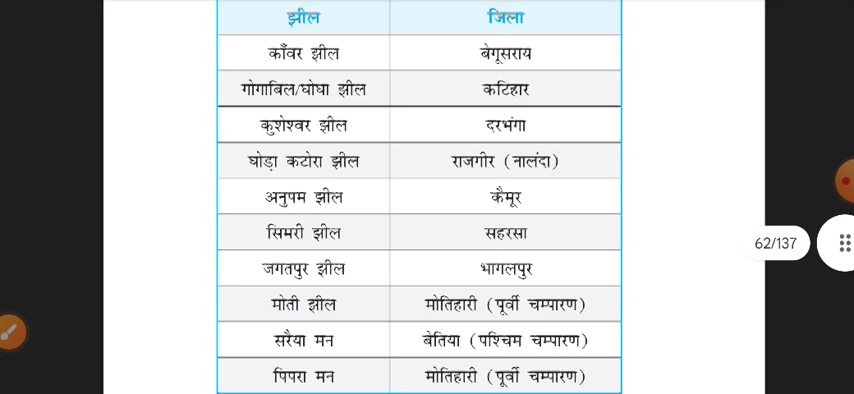 झील जिला
काँवर झील बेगूसराय
गोगाबिल/घोघा झील कटिहार
कुशेश्वर झील दरभंगा
घोड़ा कटोरा झील राजगीर (नालंदा)
अनुपम झील कैमूर
सिमरी झील सहरसा
जगतपुर झील भागलपुर
62/137
मोती झील मोतिहारी (पूर्वी चम्पारण)
सरैया मन बेतिया (पश्चिम चम्पारण)
पिपरा मन मोतिहारी (पूर्वी चम्पारण)